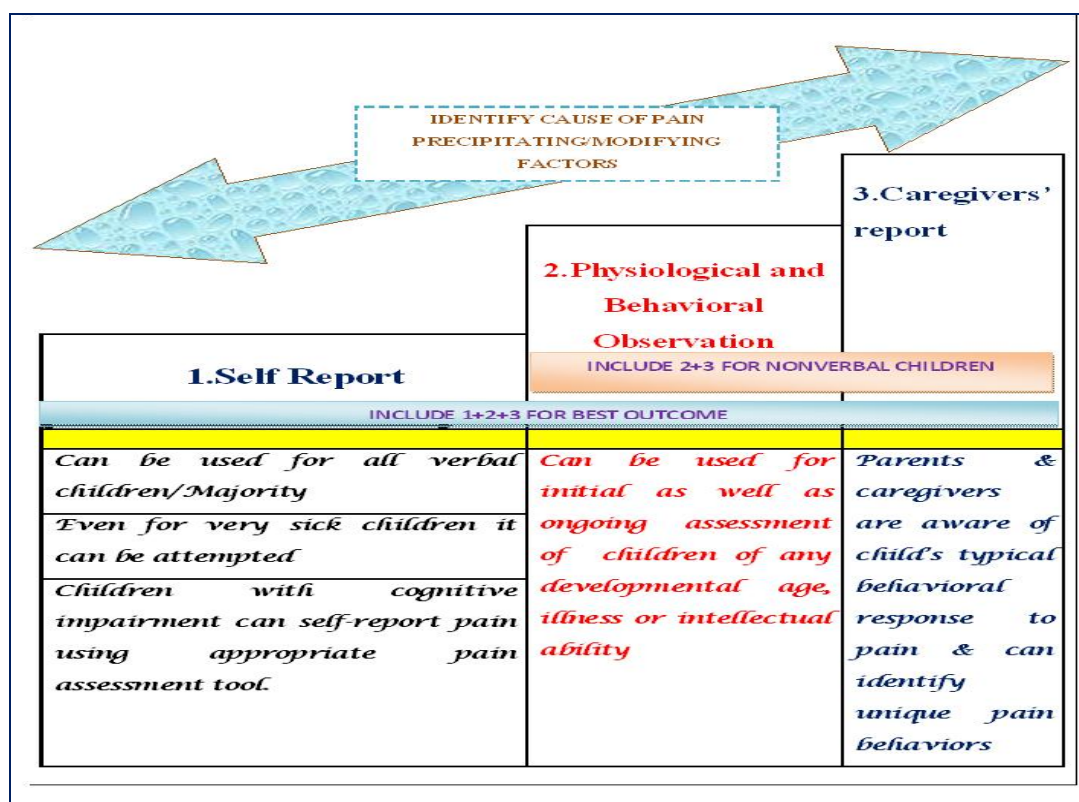 IDENTIFY CAUSE OF PAIN
PRECIPITATING/MODIFYING
FACTORS
3.Caregivers'
report
2.Physiological and
Behavioral
Observation
1.Self Report
INCLUDE 2+3 FOR NONVERBAL CHILDREN
INCLUDE 1+2+3 FOR BEST OUTCOME
Can be used for all verbal
children/Majority
Even for very sick children it
can be attempted
Children with cognitive
impairment can self-report pain
using appropriate pain
assessment tool.
Can be used for
initial as well as
ongoing assessment
of children of any
developmental age,
illness or intellectual
ability
Parents &
caregivers
are aware of
child's typical
behavioral
response to
pain & can
identify
unique pain
behaviors